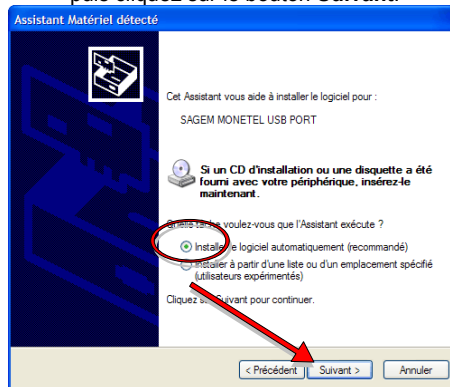 puis cliquez sur le bouton Suivant.
Assistant Matériel détecté
Cet Assistant vous aide à installer le logiciel pour :
SAGEM MONETEL USB PORT
Si un CD d'installation ou une disquette a été
fourni avec votre périphérique, insérez-le
maintenant.
Quelle tâche voulez-vous que l'Assistant exécute ?
Installer le logiciel automatiquement (recommandé)
Installer à partir d'une liste ou d'un emplacement spécifié
(utilisateurs expérimentés)
Cliquez sur Suivant pour continuer.
< Précédent
Suivant >
Annuler